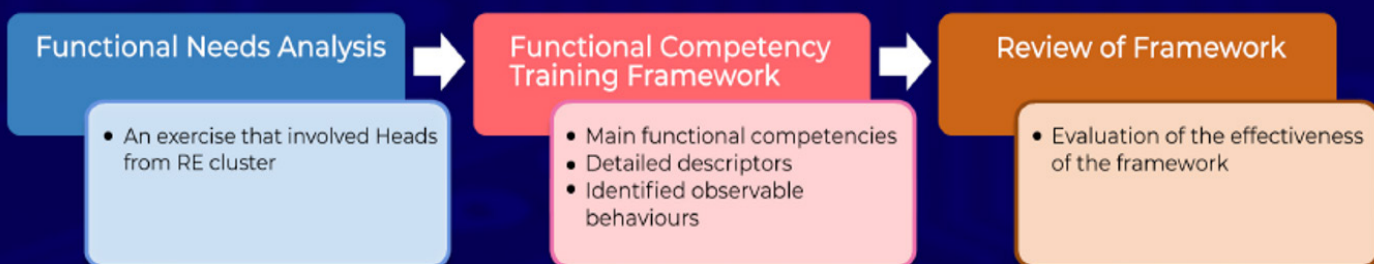 Functional Needs Analysis
• An exercise that involved Heads
from RE cluster
Functional Competency
Training Framework
• Main functional competencies
• Detailed descriptors
• Identified observable
behaviours
Review of Framework
• Evaluation of the effectiveness
of the framework